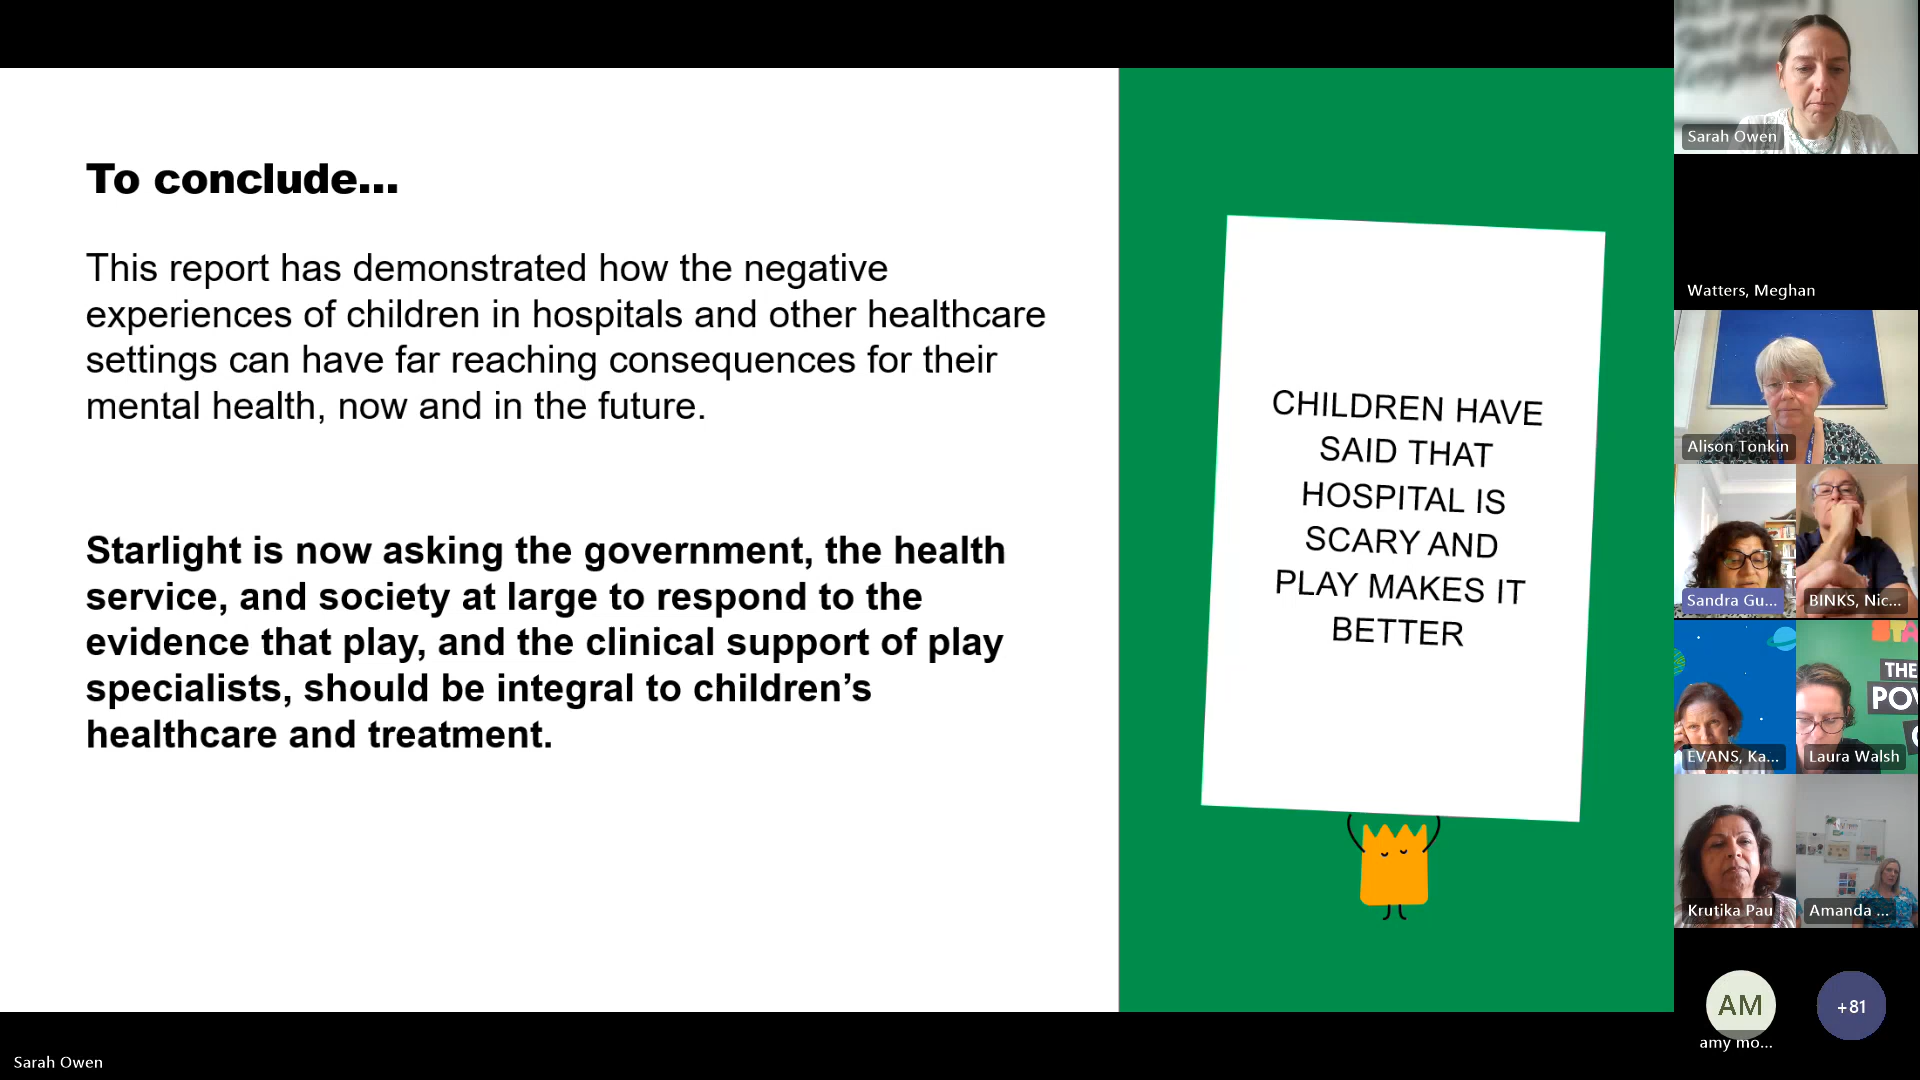 To conclude...
This report has demonstrated how the negative
experiences of children in hospitals and other healthcare
settings can have far reaching consequences for their
mental health, now and in the future.
Starlight is now asking the government, the health
service, and society at large to respond to the
evidence that play, and the clinical support of play
specialists, should be integral to children’s
healthcare and treatment.
CHILDREN HAVE
SAID THAT
HOSPITAL IS
SCARY AND
PLAY MAKES IT
BETTER
Sarah Owen
Watters, Meghan
Alison Tonkin
Sandra Gu...
BINKS, Nic...
EVANS, Ka...
THE
Laura Walsh
Krutika Pau
Amanda ...
AM
+81
amy mo...
Sarah Owen